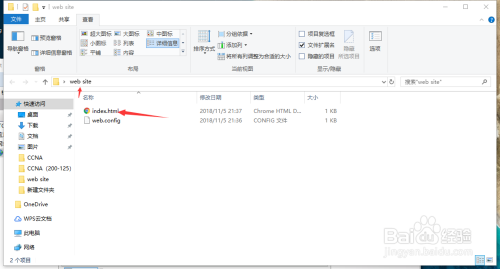 web site
文件 主页 共享 查看
导航窗格 预览窗格 详细信息窗格
超大图标 大图标
小图标 列表 详细信息
平铺 内容
排序方式 分组依据 添加列 将所有列调整为合适的大小
项目复选框 文件扩展名 隐藏的项目
隐藏所选项目 选项
窗格 布局 当前视图 显示/隐藏
web site 搜索"web site"
名称 修改日期 类型 大小
index.html 2018/11/5 21:37 Chrome HTML D... 1 KB
web.config 2018/11/5 21:36 CONFIG 文件 1 KB
快速访问
桌面
下载
文档
图片
CCNA
CCNA (200-125)
web site
新建文件夹
OneDrive
WPS云文档
此电脑
网络
2 个项目
Baidu 经验
jingyan.baidu.com